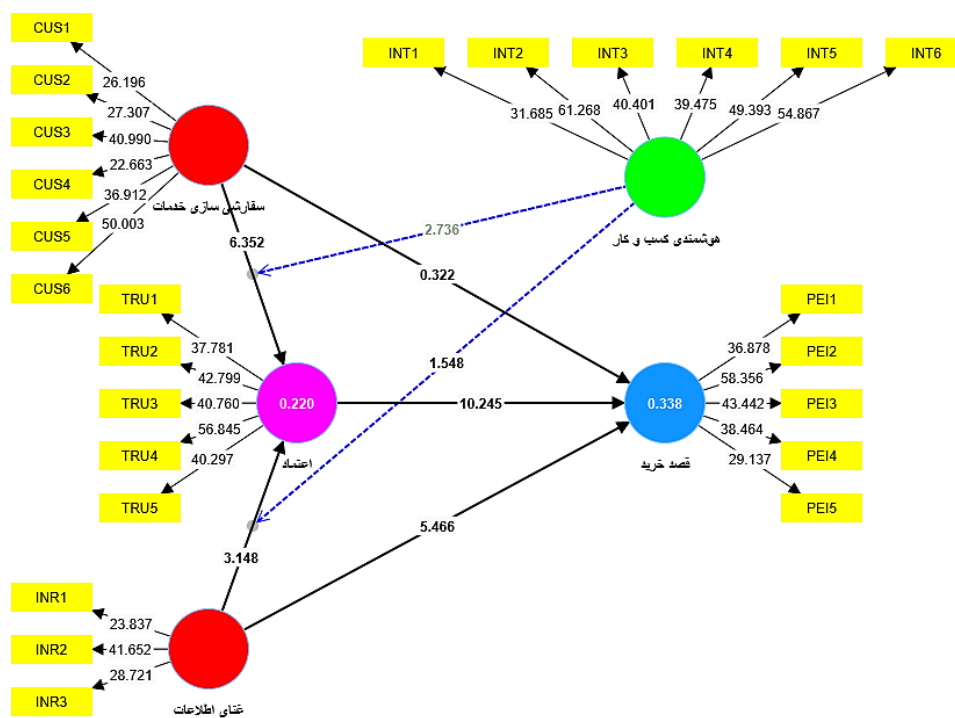 CUS1
CUS2
CUS3
CUS4
CUS5
CUS6
26.196
27.307
40.990
22.663
36.912
50.003
سفارشی سازی خدمات
INT1
INT2
INT3
INT4
INT5
INT6
31.685
61.268
40.401
39.475
49.393
54.867
هوشمندی کسب و کار
6.352
2.736
0.322
1.548
TRU1
TRU2
TRU3
TRU4
TRU5
37.781
42.799
40.760
56.845
40.297
0.220
اعتماد
10.245
0.338
قصد خرید
PEI1
PEI2
PEI3
PEI4
PEI5
36.878
58.356
43.442
38.464
29.137
3.148
5.466
INR1
INR2
INR3
23.837
41.652
28.721
غنای اطلاعات